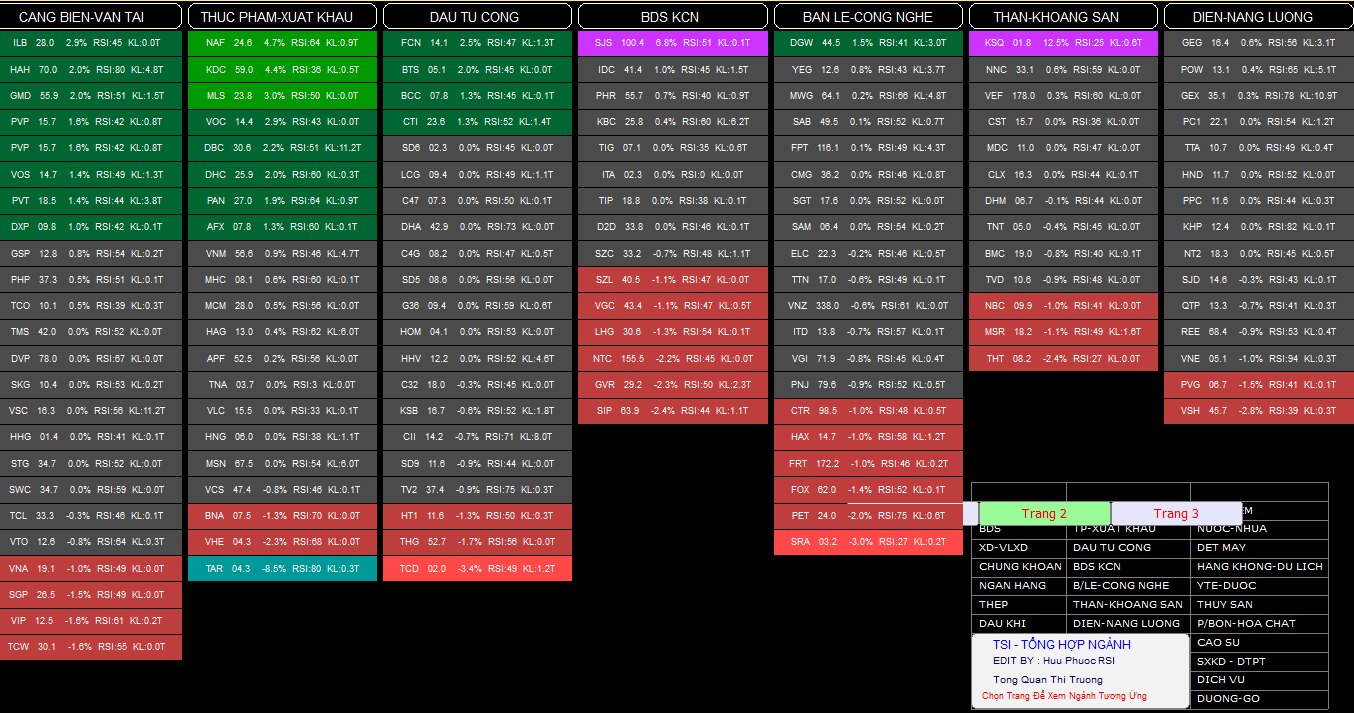 CANG BIEN-VAN TAI
ILB 28.0 2.9% RSI:45 KL:0.0T
HAH 70.0 2.0% RSI:80 KL:4.8T
GMD 55.9 2.0% RSI:51 KL:1.5T
PVP 15.7 1.6% RSI:42 KL:0.8T
PVP 15.7 1.6% RSI:42 KL:0.8T
VOS 14.7 1.4% RSI:49 KL:1.3T
PVT 18.5 1.4% RSI:44 KL:3.8T
DXP 09.8 1.0% RSI:42 KL:0.1T
GSP 12.8 0.8% RSI:54 KL:0.2T
PHP 37.3 0.5% RSI:51 KL:0.1T
TCO 10.1 0.5% RSI:39 KL:0.3T
TMS 42.0 0.0% RSI:52 KL:0.0T
DVP 78.0 0.0% RSI:67 KL:0.0T
SKG 10.4 0.0% RSI:53 KL:0.2T
VSC 16.3 0.0% RSI:56 KL:11.2T
HHG 01.4 0.0% RSI:41 KL:0.1T
STG 34.7 0.0% RSI:52 KL:0.0T
SWC 34.7 0.0% RSI:59 KL:0.0T
TCL 33.3 -0.3% RSI:46 KL:0.1T
VTO 12.6 -0.8% RSI:64 KL:0.3T
VNA 19.1 -1.0% RSI:49 KL:0.0T
SGP 26.5 -1.5% RSI:49 KL:0.0T
VIP 12.5 -1.6% RSI:61 KL:0.2T
TCW 30.1 -1.6% RSI:55 KL:0.0T
THUC PHAM-XUAT KHAU
NAF 24.6 4.7% RSI:64 KL:0.9T
KDC 59.0 4.4% RSI:36 KL:0.5T
MLS 23.8 3.0% RSI:50 KL:0.0T
VOC 14.4 2.9% RSI:43 KL:0.0T
DBC 30.6 2.2% RSI:51 KL:11.2T
DHC 25.9 2.0% RSI:60 KL:0.3T
PAN 27.0 1.9% RSI:64 KL:0.9T
AFX 07.8 1.3% RSI:60 KL:0.1T
VNM 56.6 0.9% RSI:46 KL:4.7T
MHC 08.1 0.6% RSI:60 KL:0.1T
MCM 28.0 0.5% RSI:56 KL:0.0T
HAG 13.0 0.4% RSI:62 KL:6.0T
APF 52.5 0.2% RSI:56 KL:0.0T
TNA 03.7 0.0% RSI:3 KL:0.0T
VLC 15.5 0.0% RSI:33 KL:0.1T
HNG 06.0 0.0% RSI:38 KL:1.1T
MSN 67.5 0.0% RSI:54 KL:6.0T
VCS 47.4 -0.8% RSI:46 KL:0.1T
BNA 07.5 -1.3% RSI:70 KL:0.0T
VHE 04.3 -2.3% RSI:68 KL:0.0T
TAR 04.3 -8.5% RSI:80 KL:0.3T
DAU TU CONG
FCN 14.1 2.5% RSI:47 KL:1.3T
BTS 05.1 2.0% RSI:45 KL:0.0T
BCC 07.8 1.3% RSI:45 KL:0.1T
CTI 23.6 1.3% RSI:52 KL:1.4T
SD6 02.3 0.0% RSI:45 KL:0.0T
LCG 09.4 0.0% RSI:49 KL:1.1T
C47 07.3 0.0% RSI:50 KL:0.1T
DHA 42.9 0.0% RSI:73 KL:0.0T
C4G 08.2 0.0% RSI:47 KL:0.5T
SD5 08.6 0.0% RSI:56 KL:0.0T
G36 09.4 0.0% RSI:59 KL:0.6T
HOM 04.1 0.0% RSI:53 KL:0.0T
HHV 12.2 0.0% RSI:52 KL:4.6T
C32 18.0 -0.3% RSI:45 KL:0.0T
KSB 16.7 -0.6% RSI:52 KL:1.8T
CII 14.2 -0.7% RSI:71 KL:8.0T
SD9 11.6 -0.9% RSI:44 KL:0.0T
TV2 37.4 -0.9% RSI:75 KL:0.3T
HT1 11.6 -1.3% RSI:50 KL:0.3T
THG 52.7 -1.7% RSI:56 KL:0.0T
TCD 02.0 -3.4% RSI:49 KL:1.2T
BDS KCN
SJS 100.4 6.8% RSI:51 KL:0.1T
IDC 41.4 1.0% RSI:45 KL:1.5T
PHR 55.7 0.7% RSI:40 KL:0.9T
KBC 25.8 0.4% RSI:60 KL:6.2T
TIG 07.1 0.0% RSI:35 KL:0.6T
ITA 02.3 0.0% RSI:0 KL:0.0T
TIP 18.8 0.0% RSI:38 KL:0.1T
D2D 33.8 0.0% RSI:46 KL:0.1T
SZC 33.2 -0.7% RSI:48 KL:1.1T
SZL 40.5 -1.1% RSI:47 KL:0.0T
VGC 43.4 -1.1% RSI:47 KL:0.5T
LHG 30.6 -1.3% RSI:54 KL:0.1T
NTC 155.5 -2.2% RSI:45 KL:0.0T
GVR 29.2 -2.3% RSI:50 KL:2.3T
SIP 63.9 -2.4% RSI:44 KL:1.1T
BAN LE-CONG NGHE
DGW 44.5 1.5% RSI:41 KL:3.0T
YEG 12.6 0.8% RSI:43 KL:3.7T
MWG 64.1 0.2% RSI:66 KL:4.8T
SAB 49.5 0.1% RSI:52 KL:0.7T
FPT 116.1 0.1% RSI:49 KL:4.3T
CMG 36.2 0.0% RSI:46 KL:0.8T
SGT 17.6 0.0% RSI:52 KL:0.0T
SAM 06.4 0.0% RSI:54 KL:0.2T
ELC 22.3 -0.2% RSI:46 KL:0.5T
TTN 17.0 -0.6% RSI:49 KL:0.1T
VNZ 338.0 -0.6% RSI:61 KL:0.0T
ITD 13.8 -0.7% RSI:57 KL:0.1T
VGI 71.9 -0.8% RSI:45 KL:0.4T
PNJ 79.6 -0.9% RSI:52 KL:0.5T
CTR 98.5 -1.0% RSI:48 KL:0.5T
HAX 14.7 -1.0% RSI:58 KL:1.2T
FRT 172.2 -1.0% RSI:46 KL:0.2T
FOX 62.0 -1.4% RSI:52 KL:0.1T
PET 24.0 -2.0% RSI:75 KL:0.6T
SRA 03.2 -3.0% RSI:27 KL:0.2T
THAN-KHOANG SAN
KSQ 01.8 12.5% RSI:25 KL:0.6T
NNC 33.1 0.6% RSI:59 KL:0.0T
VEF 178.0 0.3% RSI:60 KL:0.0T
CST 15.7 0.0% RSI:36 KL:0.0T
MDC 11.0 0.0% RSI:47 KL:0.0T
CLX 16.3 0.0% RSI:44 KL:0.1T
DHM 06.7 -0.1% RSI:44 KL:0.0T
TNT 05.0 -0.4% RSI:45 KL:0.0T
BMC 19.0 -0.8% RSI:40 KL:0.1T
TVD 10.6 -0.9% RSI:48 KL:0.0T
NBC 09.9 -1.0% RSI:41 KL:0.0T
MSR 18.2 -1.1% RSI:49 KL:1.6T
THT 08.2 -2.4% RSI:27 KL:0.0T
DIEN-NANG LUONG
GEG 16.4 0.6% RSI:56 KL:3.1T
POW 13.1 0.4% RSI:65 KL:5.1T
GEX 35.1 0.3% RSI:78 KL:10.9T
PC1 22.1 0.0% RSI:54 KL:1.2T
TTA 10.7 0.0% RSI:49 KL:0.4T
HND 11.7 0.0% RSI:52 KL:0.0T
PPC 11.6 0.0% RSI:44 KL:0.3T
KHP 12.4 0.0% RSI:82 KL:0.1T
NT2 18.3 0.0% RSI:45 KL:0.5T
SJD 14.6 -0.3% RSI:43 KL:0.1T
QTP 13.3 -0.7% RSI:41 KL:0.3T
REE 68.4 -0.9% RSI:53 KL:0.4T
VNE 05.1 -1.0% RSI:94 KL:0.3T
PVG 06.7 -1.5% RSI:41 KL:0.1T
VSH 45.7 -2.8% RSI:39 KL:0.3T
Trang 2 Trang 3 EM
BDS TP-XUAT KHAU NUOC-NHUA
XD-VLXD DAU TU CONG DET MAY
CHUNG KHOAN BDS KCN HANG KHONG-DU LICH
NGAN HANG B/LE-CONG NGHE YTE-DUOC
THEP THAN-KHOANG SAN THUY SAN
DAU KHI DIEN-NANG LUONG P/BON-HOA CHAT
CAO SU
SXKD - DTPT
DICH VU
DUONG-GO
TSI - TỔNG HỢP NGÀNH
EDIT BY : Huu Phuoc RSI
Tong Quan Thi Truong
Chọn Trang Để Xem Ngành Tương Ứng